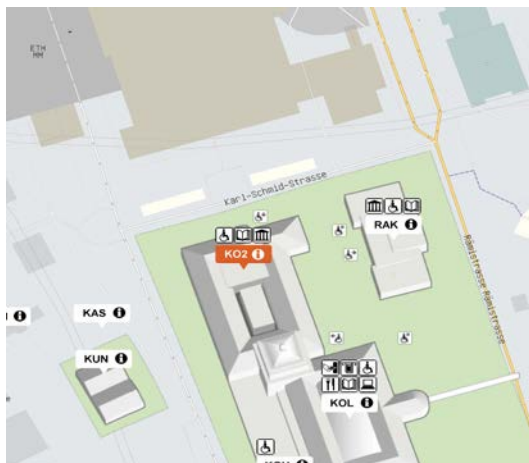 ETH
MM
Karl-Schmid-Strasse
RAK
KO2
Rämistrasse Rämistrasse
KAS
KUN
KOL